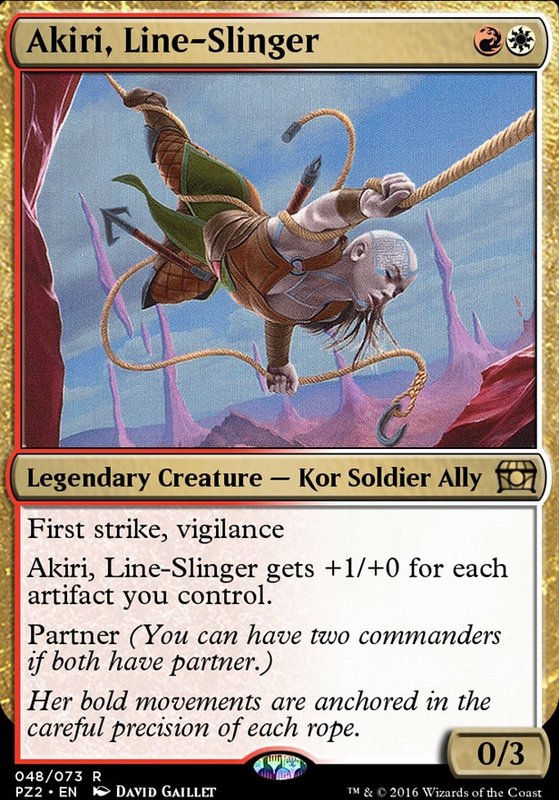 Akiri, Line-Slinger
Legendary Creature — Kor Soldier Ally
First strike, vigilance
Akiri, Line-Slinger gets +1/+0 for each
artifact you control.
Partner (You can have two commanders
if both have partner.)
Her bold movements are anchored in the
careful precision of each rope.
0/3
048/073 R
PZ2 • EN DAVID GAILLET
™ & © 2016 Wizards of the Coast